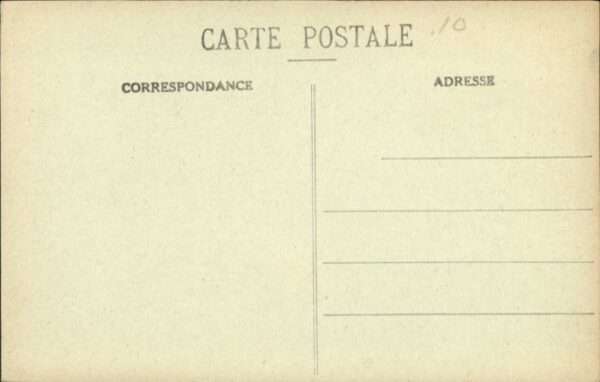 CARTE POSTALE
.10
CORRESPONDANCE
ADRESSE